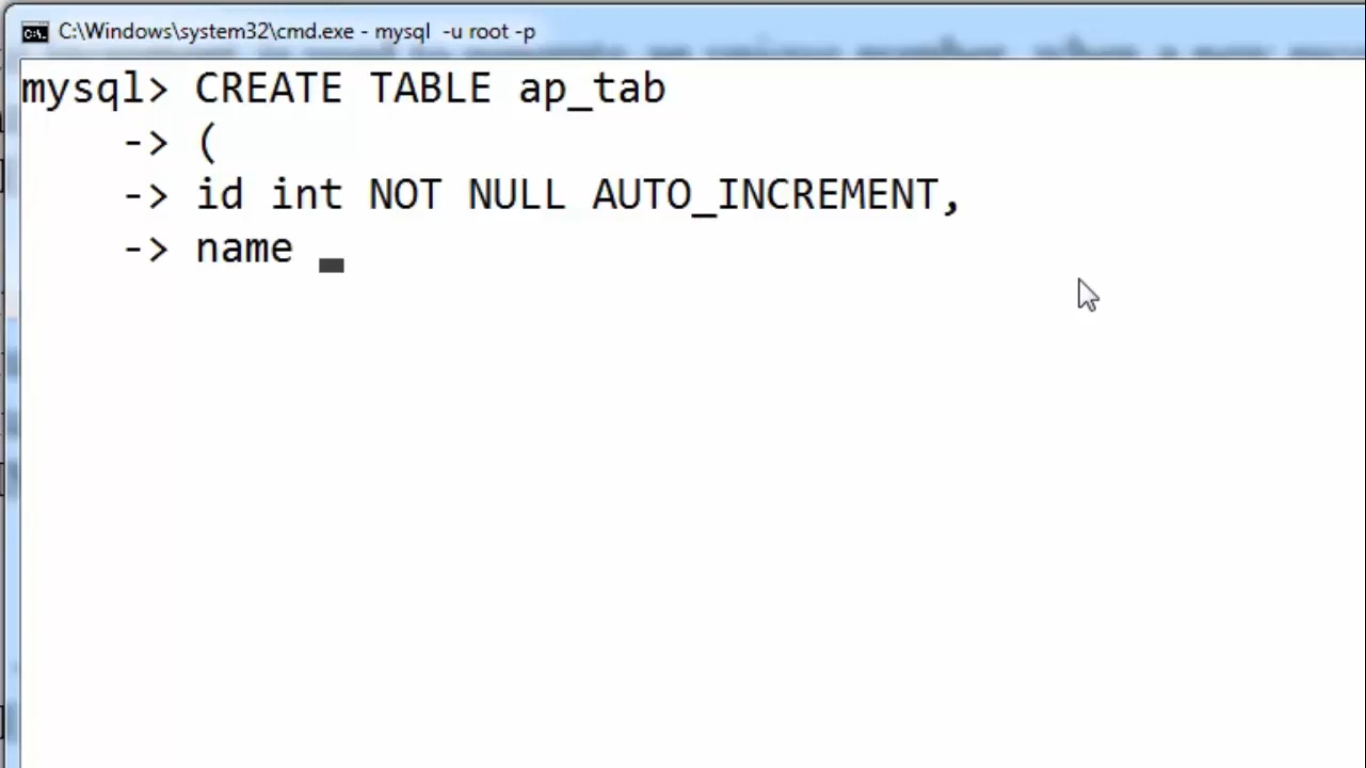 C:\Windows\system32\cmd.exe - mysql  -u root -p
mysql> CREATE TABLE ap_tab
    -> (
    -> id int NOT NULL AUTO_INCREMENT,
    -> name